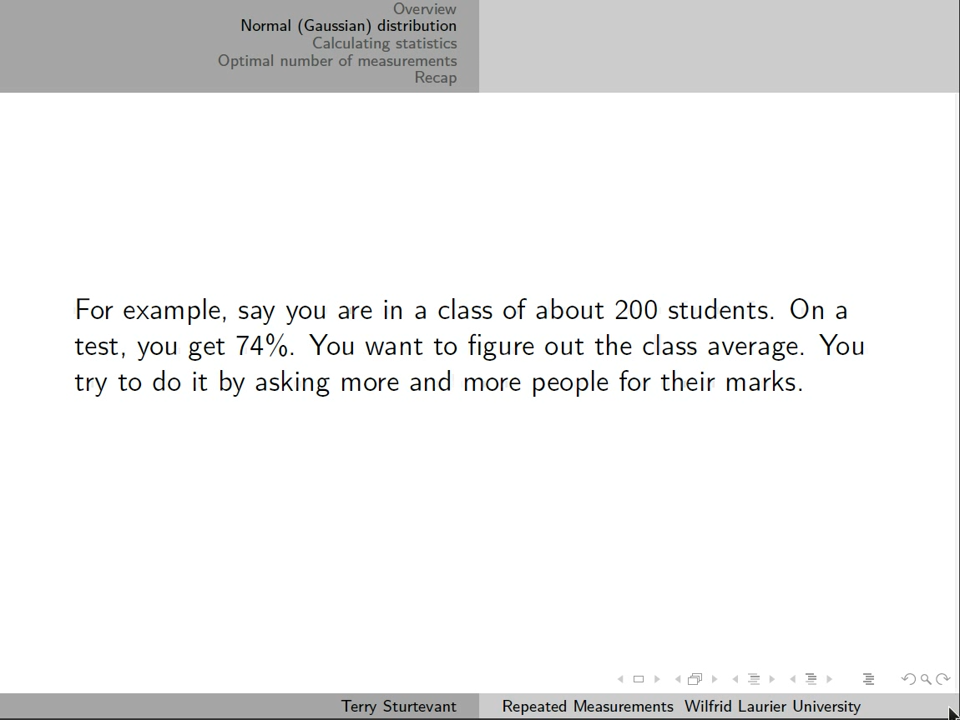 Overview
Normal (Gaussian) distribution
Calculating statistics
Optimal number of measurements
Recap
For example, say you are in a class of about 200 students. On a
test, you get 74%. You want to figure out the class average. You
try to do it by asking more and more people for their marks.
Terry Sturtevant
Repeated Measurements Wilfrid Laurier University